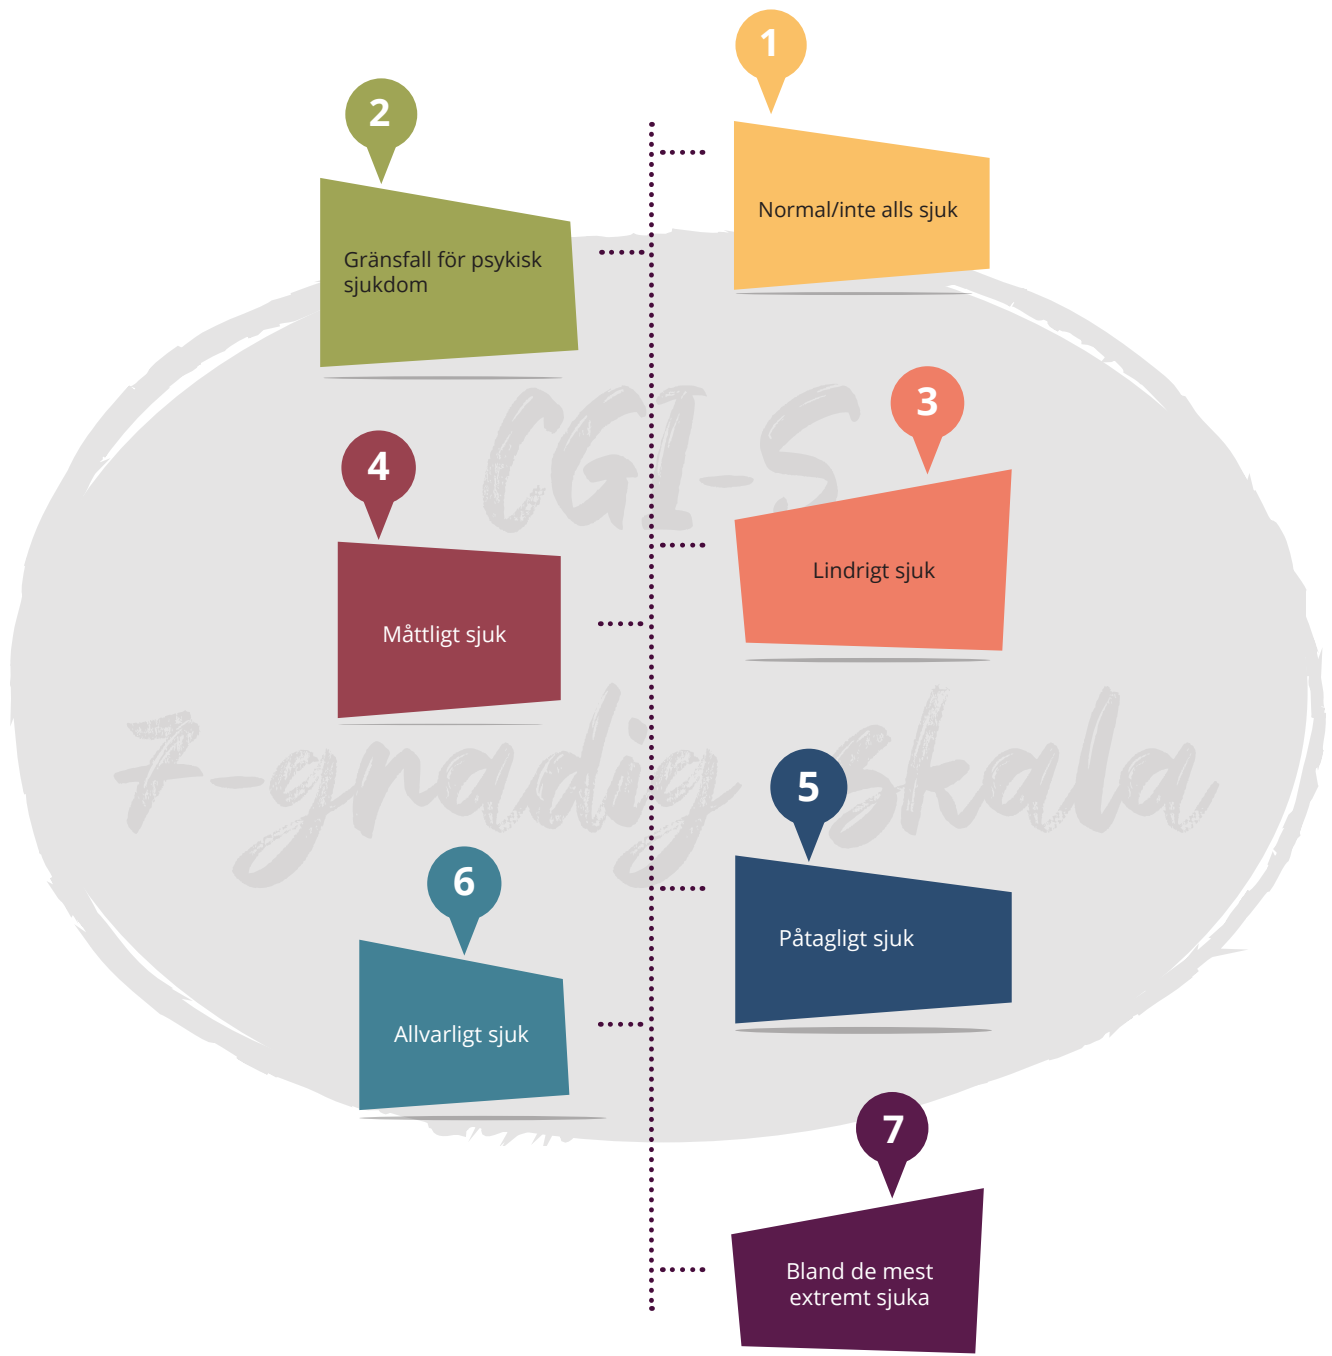 1
Normal/inte alls sjuk
2
Gränsfall för psykisk
sjukdom
CGI-S
3
Lindrigt sjuk
4
Måttligt sjuk
7-gradig skala
5
Påtagligt sjuk
6
Allvarligt sjuk
7
Bland de mest
extremt sjuka